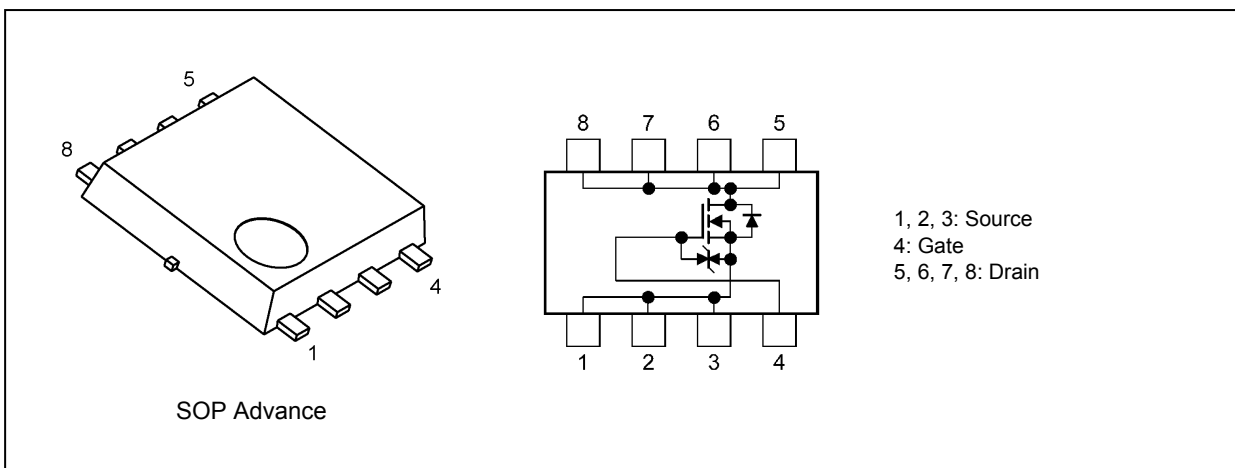 5
8
4
1
SOP Advance
8 7 6 5
1 2 3 4
1, 2, 3: Source
4: Gate
5, 6, 7, 8: Drain